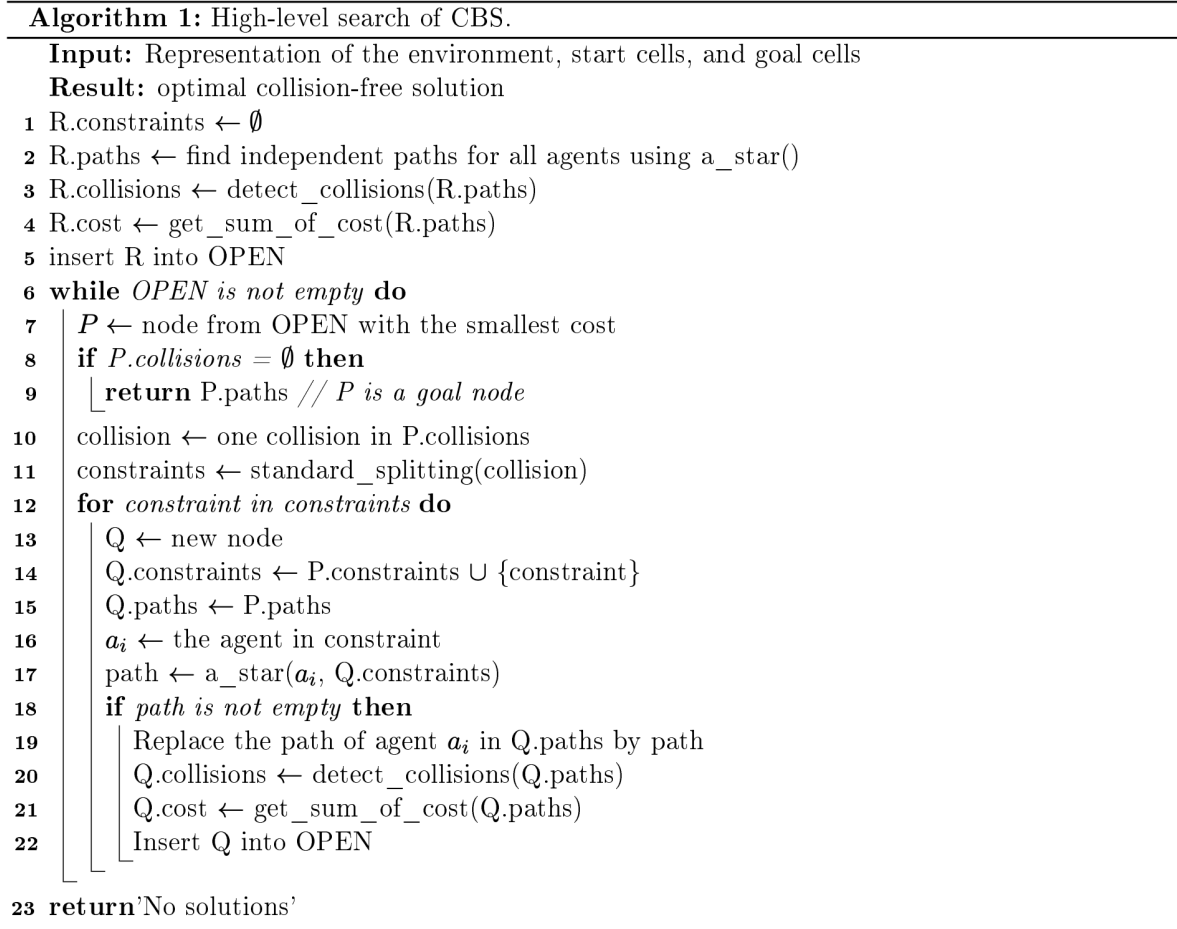 Algorithm 1: High-level search of CBS.
Input: Representation of the environment, start cells, and goal cells
Result: optimal collision-free solution
1 R.constraints ← ∅
2 R.paths ← find independent paths for all agents using a_star()
3 R.collisions ← detect_collisions(R.paths)
4 R.cost ← get_sum_of_cost(R.paths)
5 insert R into OPEN
6 while OPEN is not empty do
7 P ← node from OPEN with the smallest cost
8 if P.collisions = ∅ then
9 return P.paths // P is a goal node
10 collision ← one collision in P.collisions
11 constraints ← standard_splitting(collision)
12 for constraint in constraints do
13 Q ← new node
14 Q.constraints ← P.constraints ∪ {constraint}
15 Q.paths ← P.paths
16 a_i ← the agent in constraint
17 path ← a_star(a_i, Q.constraints)
18 if path is not empty then
19 Replace the path of agent a_i in Q.paths by path
20 Q.collisions ← detect_collisions(Q.paths)
21 Q.cost ← get_sum_of_cost(Q.paths)
22 Insert Q into OPEN
23 return'No solutions'